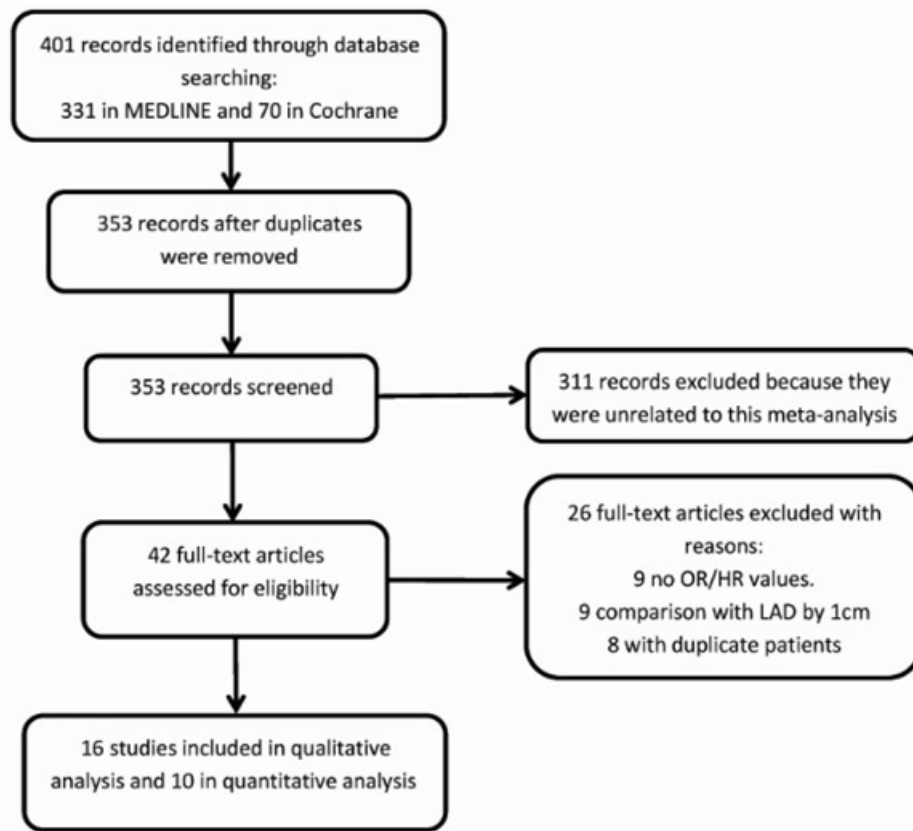 401 records identified through database
searching:
331 in MEDLINE and 70 in Cochrane
353 records after duplicates
were removed
353 records screened
311 records excluded because they
were unrelated to this meta-analysis
42 full-text articles
assessed for eligibility
26 full-text articles excluded with
reasons:
9 no OR/HR values.
9 comparison with LAD by 1cm
8 with duplicate patients
16 studies included in qualitative
analysis and 10 in quantitative analysis